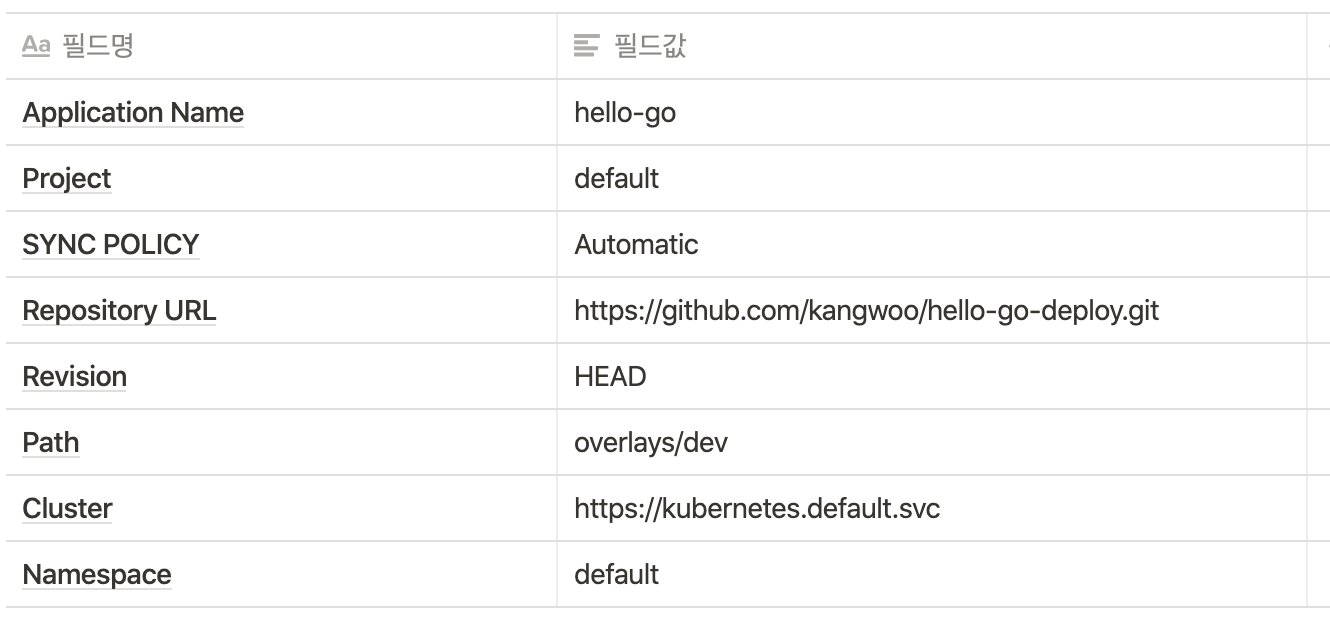 Aa 필드명 필드값
Application Name hello-go
Project default
SYNC POLICY Automatic
Repository URL https://github.com/kangwoo/hello-go-deploy.git
Revision HEAD
Path overlays/dev
Cluster https://kubernetes.default.svc
Namespace default